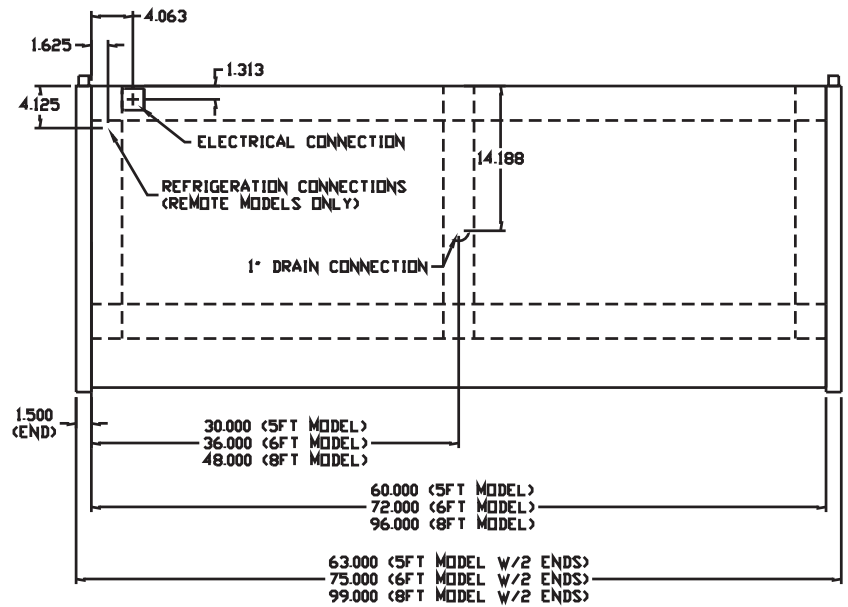 4.063
1.625
1.313
4.125
ELECTRICAL CONNECTION
14.188
REFRIGERATION CONNECTIONS
(REMOTE MODELS ONLY)
1" DRAIN CONNECTION
1.500
(END)
30.000 (5FT MODEL)
36.000 (6FT MODEL)
48.000 (8FT MODEL)
60.000 (5FT MODEL)
72.000 (6FT MODEL)
96.000 (8FT MODEL)
63.000 (5FT MODEL W/2 ENDS)
75.000 (6FT MODEL W/2 ENDS)
99.000 (8FT MODEL W/2 ENDS)